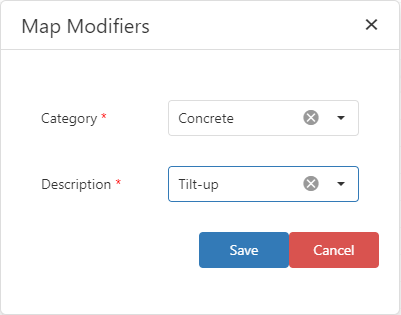 Map Modifiers
Category * Concrete
Description * Tilt-up
Save Cancel